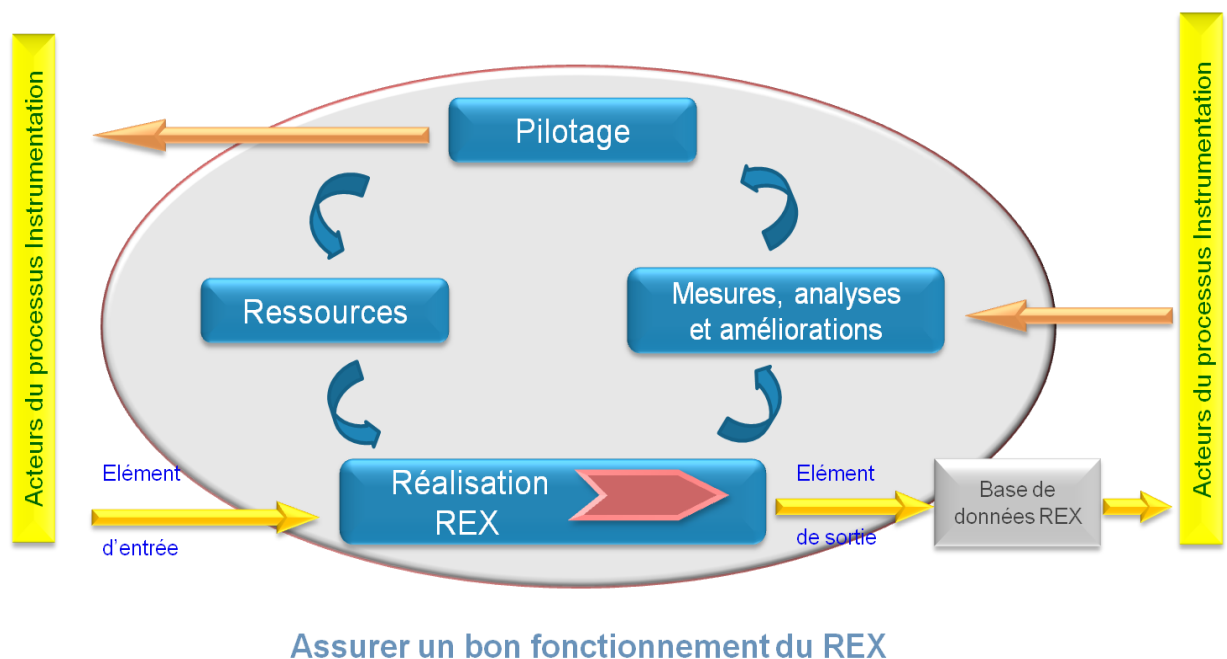 Acteurs du processus Instrumentation
Pilotage
Ressources
Mesures, analyses
et améliorations
Elément
d'entrée
Réalisation
REX
Elément
de sortie
Base de
données REX
Acteurs du processus Instrumentation
Assurer un bon fonctionnement du REX